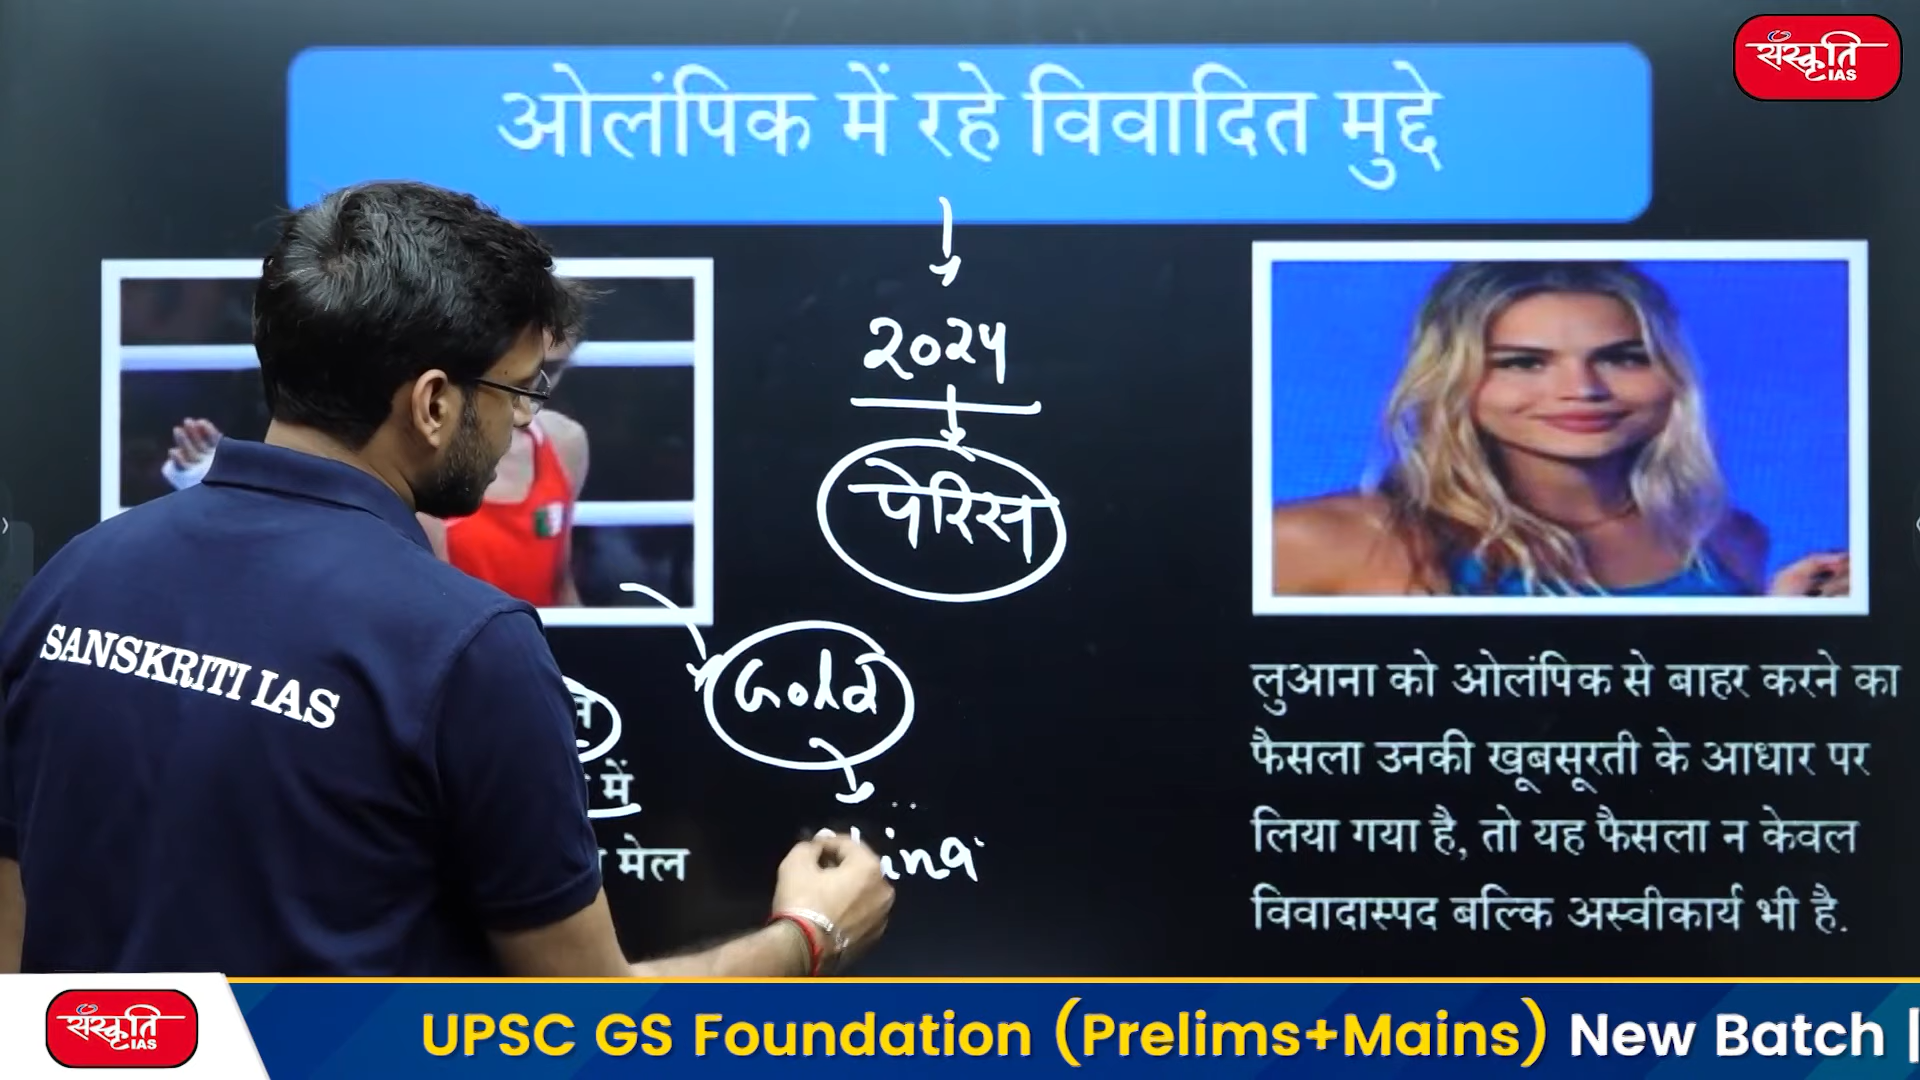 ओलंपिक में रहे विवादित मुद्दे
संस्कृति
IAS
२०२५
पेरिस
Gold
में
मेल
SANSKRITI IAS
लुआना को ओलंपिक से बाहर करने का
फैसला उनकी खूबसूरती के आधार पर
लिया गया है, तो यह फैसला न केवल
विवादास्पद बल्कि अस्वीकार्य भी है.
संस्कृति
IAS
UPSC GS Foundation (Prelims+Mains) New Batch |